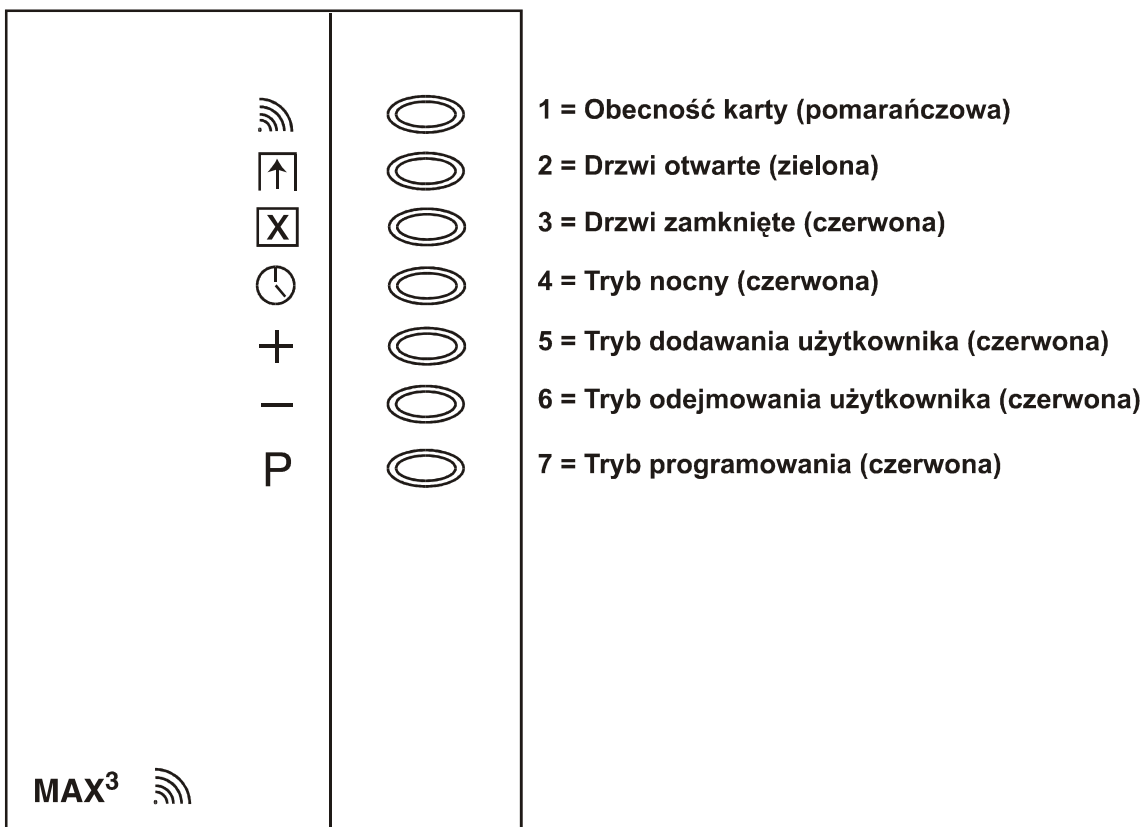 1 = Obecność karty (pomarańczowa)
2 = Drzwi otwarte (zielona)
X 3 = Drzwi zamknięte (czerwona)
4 = Tryb nocny (czerwona)
+ 5 = Tryb dodawania użytkownika (czerwona)
− 6 = Tryb odejmowania użytkownika (czerwona)
P 7 = Tryb programowania (czerwona)
MAX³